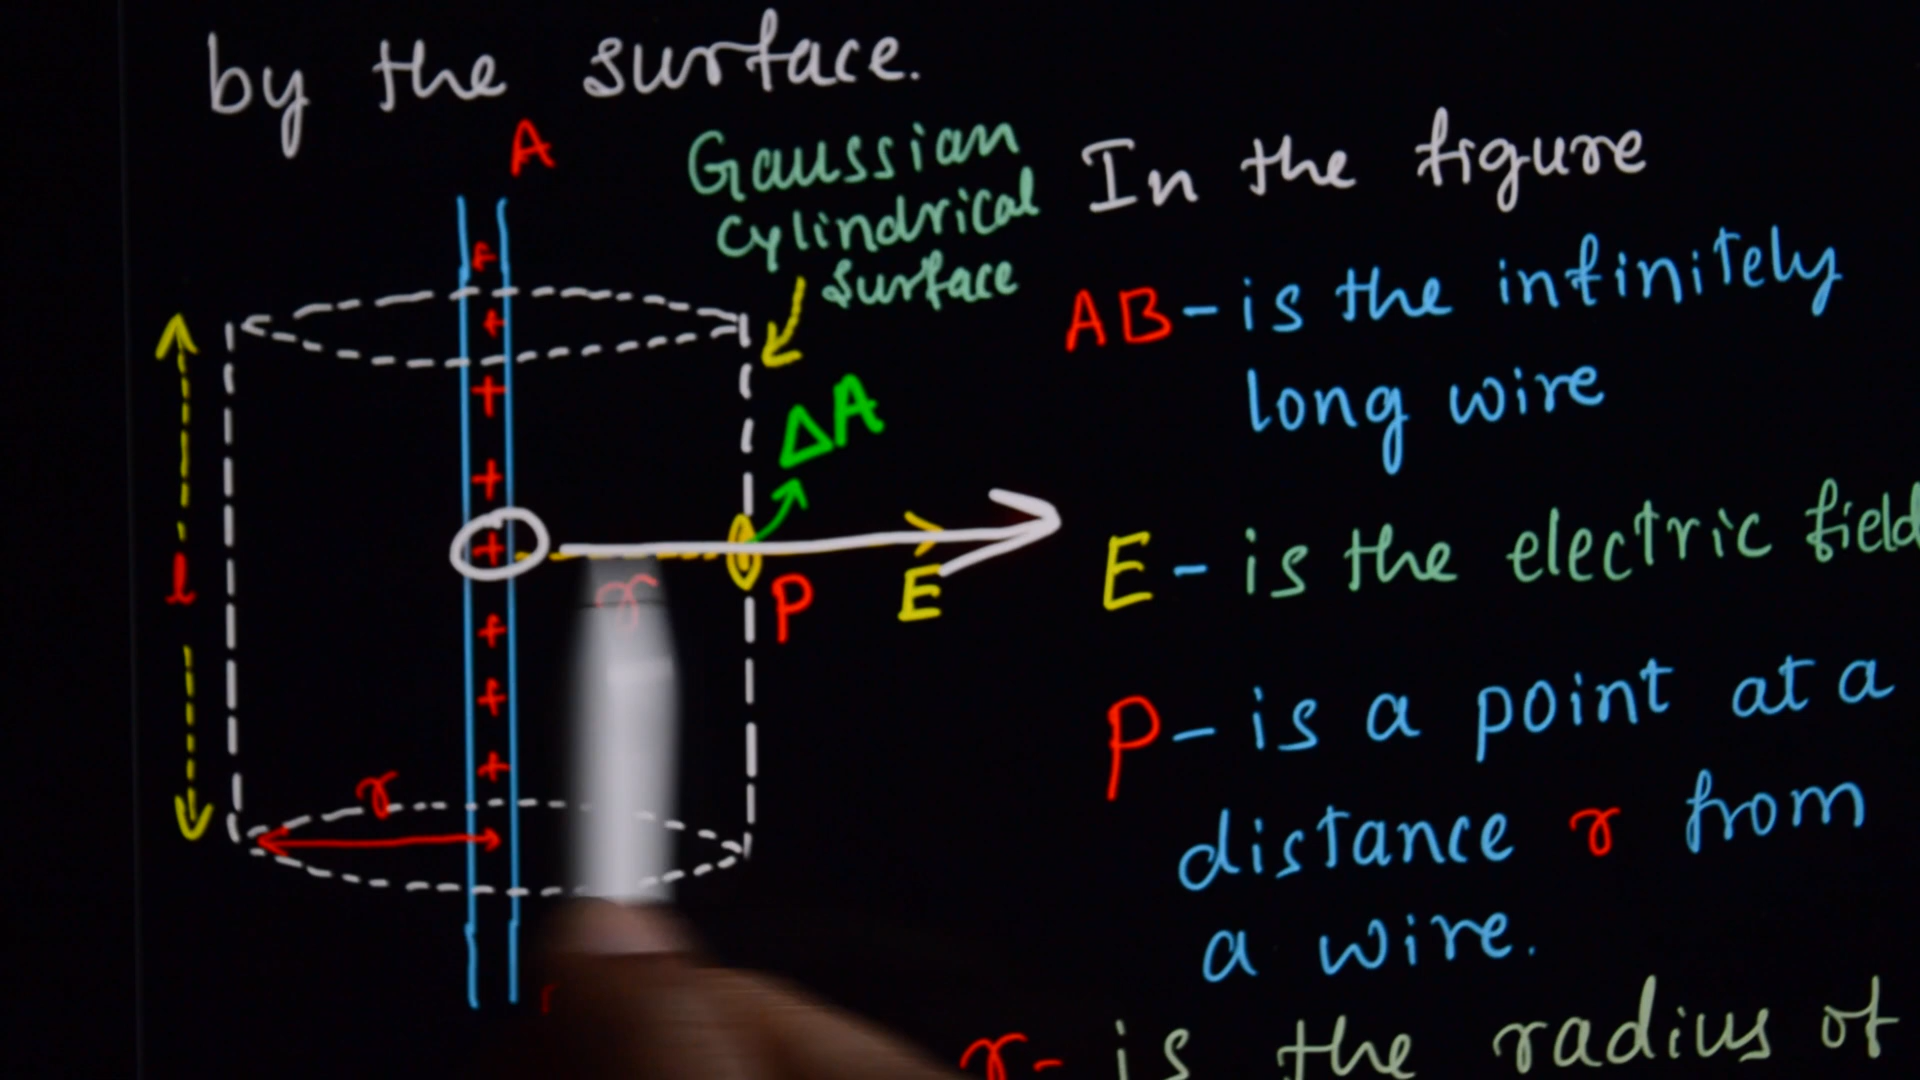 by the surface.
A
Gaussian
Cylindrical
surface
In the figure
AB - is the infinitely
long wire
ΔA
l
r
P
E
r
E - is the electric field
P - is a point at a
distance r from
a wire.
r - is the radius of